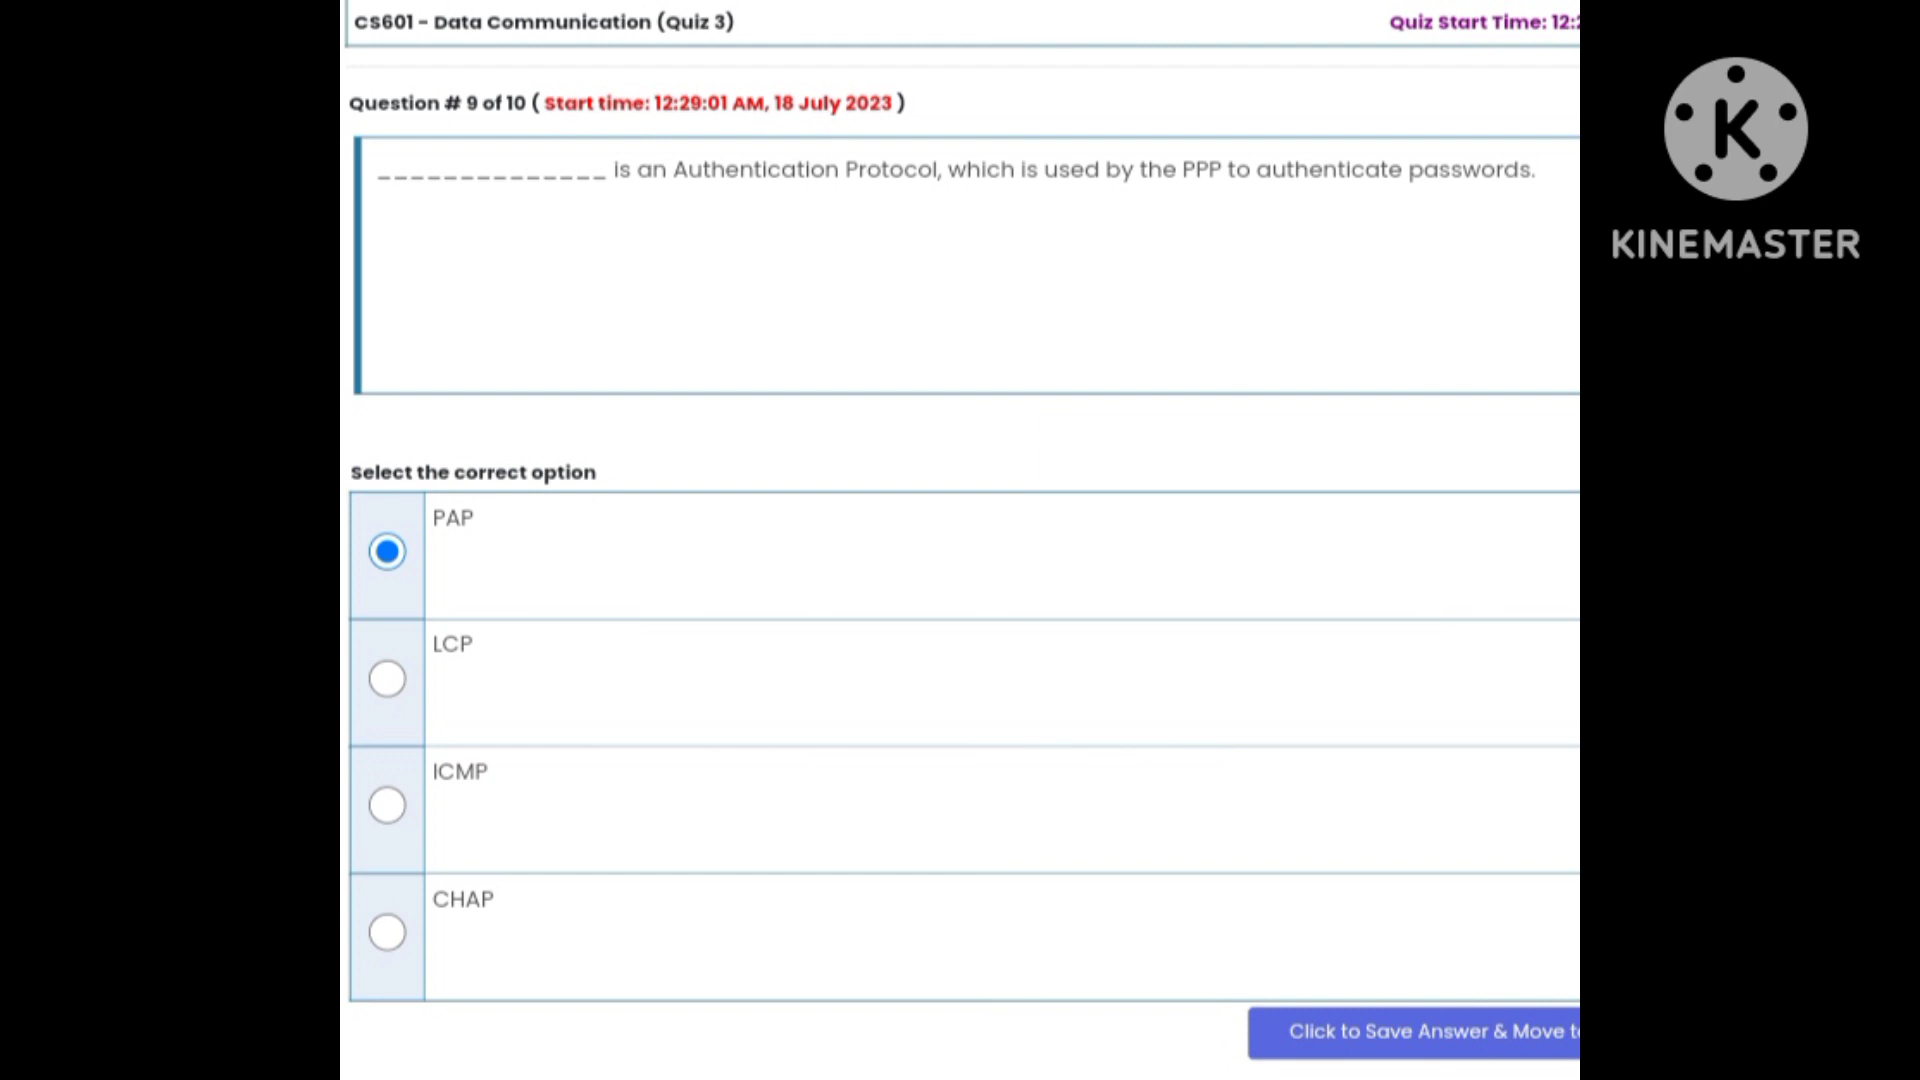 CS601 - Data Communication (Quiz 3)
Quiz Start Time: 12:
Question # 9 of 10 ( Start time: 12:29:01 AM, 18 July 2023 )
______________ is an Authentication Protocol, which is used by the PPP to authenticate passwords.
Select the correct option
PAP
LCP
ICMP
CHAP
Click to Save Answer & Move
K
KINEMASTER